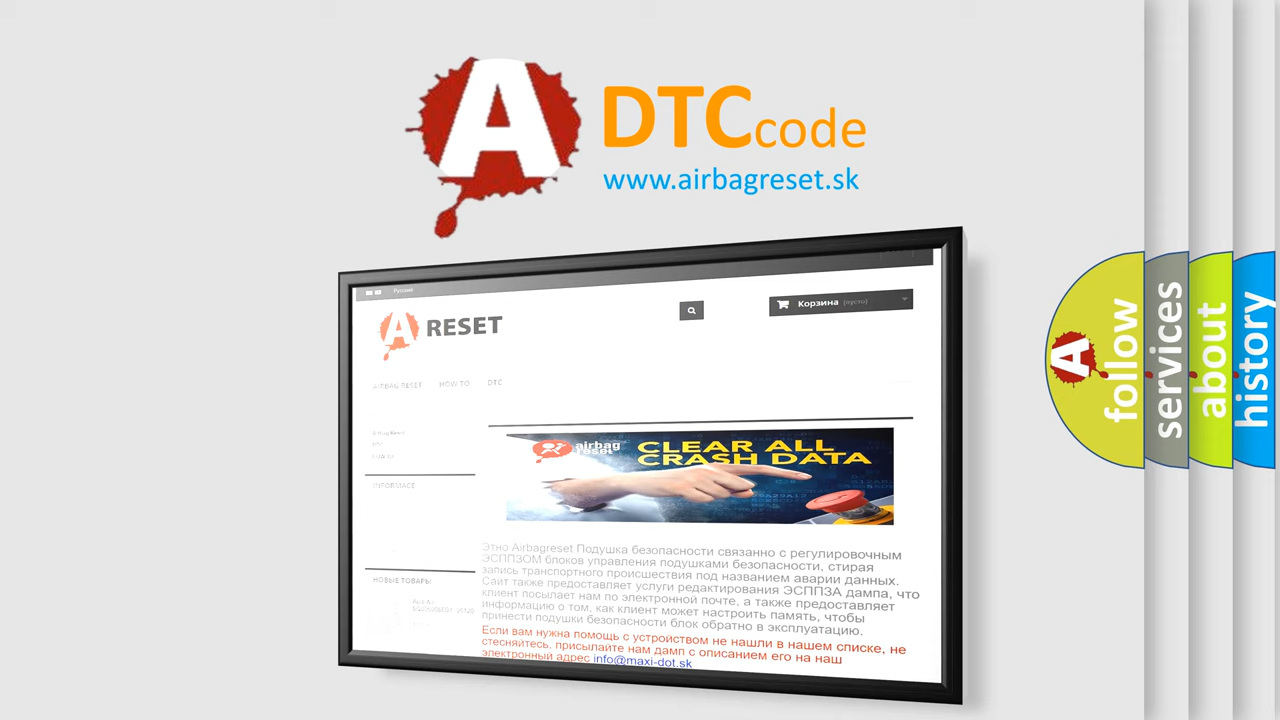 A
DTCcode
www.airbagreset.sk
Русский
A RESET
Корзина (пусто)
AIRBAG RESET HOW TO DTC
INFORMACE
airbag
reset
CLEAR ALL
CRASH DATA
НОВЫЕ ТОВАРЫ
Этно Airbagreset Подушка безопасности связанно с регулировочным
ЭСППЗОМ блоков управления подушками безопасности, стирая
запись транспортного происшествия под названием аварии данных.
Сайт также предоставляет услуги редактирования ЭСППЗА дампа, что
клиент посылает нам по электронной почте, а также предоставляет
информацию о том, как клиент может настроить память, чтобы
принести подушки безопасности блок обратно в эксплуатацию.
Если вам нужна помощь с устройством не нашли в нашем списке, не
стесняйтесь, присылайте нам дамп с описанием его на наш
электронный адрес info@maxi-dot.sk
A
follow
services
about
history